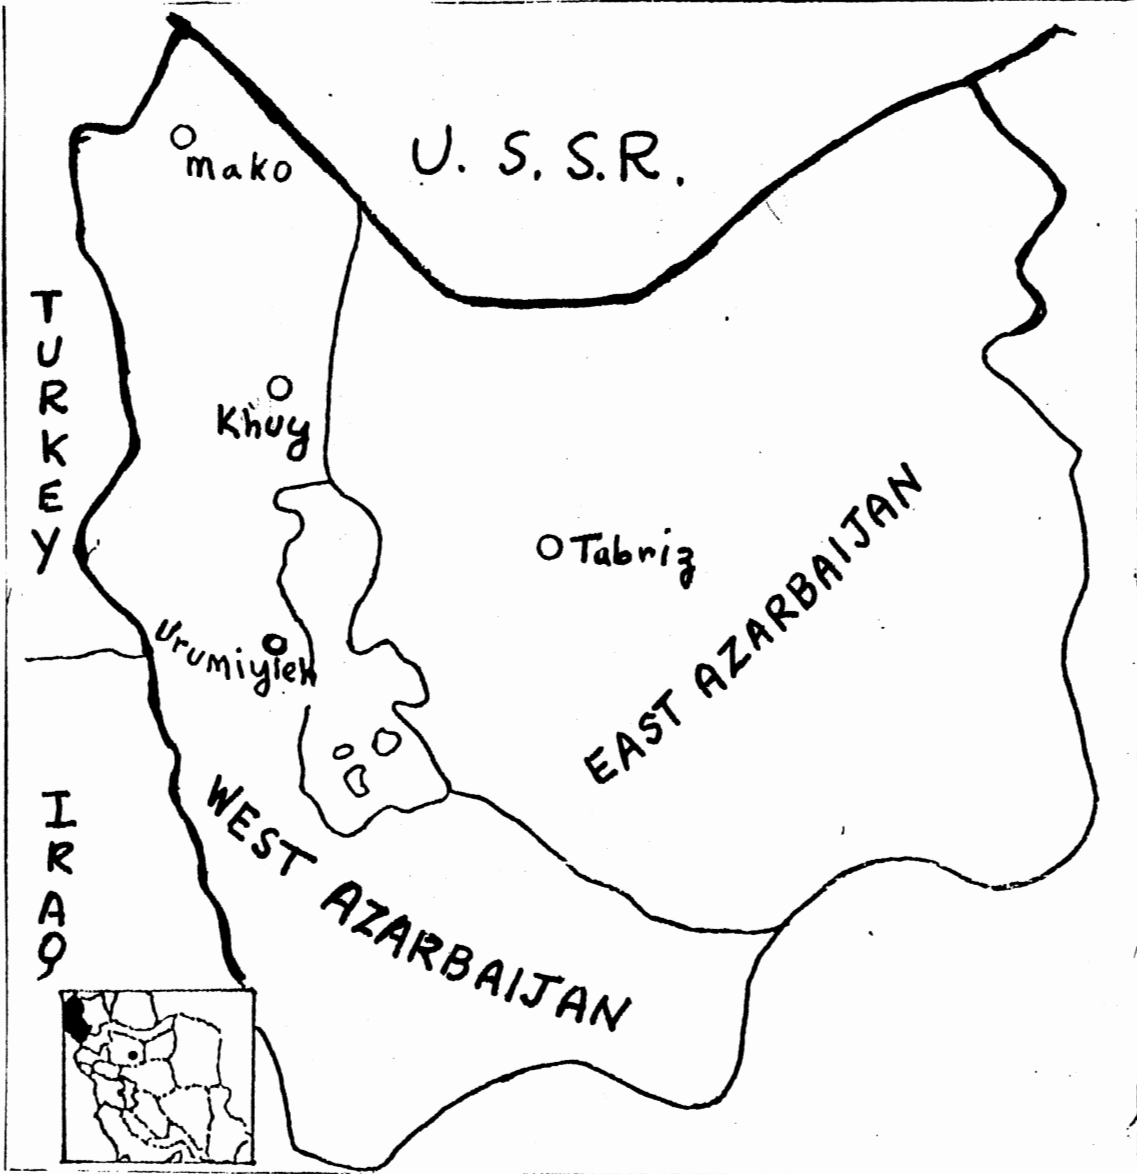 U. S. S. R.
mako
TURKEY
Khuy
Tabriz
EAST AZARBAIJAN
Urumiyieh
WEST AZARBAIJAN
IRAQ